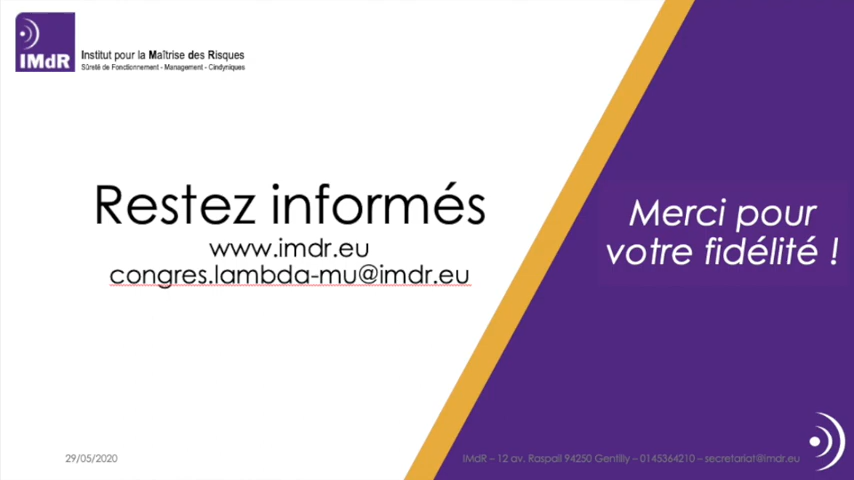 IMdR
Institut pour la Maîtrise des Risques
Sûreté de Fonctionnement - Management - Cindyniques
Restez informés
www.imdr.eu
congres.lambda-mu@imdr.eu
Merci pour
votre fidélité !
29/05/2020
IMdR – 12 av. Raspail 94250 Gentilly – 0145364210 – secretariat@imdr.eu